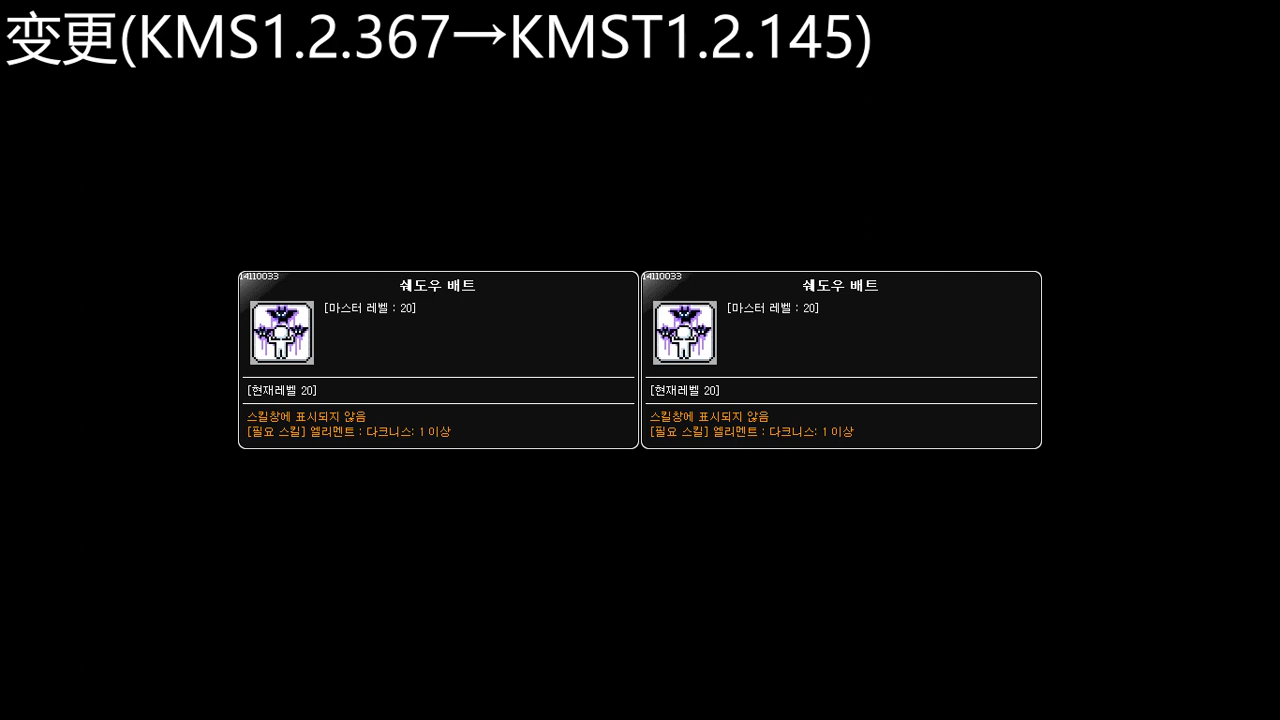 变更(KMS1.2.367→KMST1.2.145)
14110033
쉐도우 배트
[마스터 레벨 : 20]
[현재레벨 20]
스킬창에 표시되지 않음
[필요 스킬] 엘리멘트 : 다크니스: 1 이상
14110033
쉐도우 배트
[마스터 레벨 : 20]
[현재레벨 20]
스킬창에 표시되지 않음
[필요 스킬] 엘리멘트 : 다크니스: 1 이상